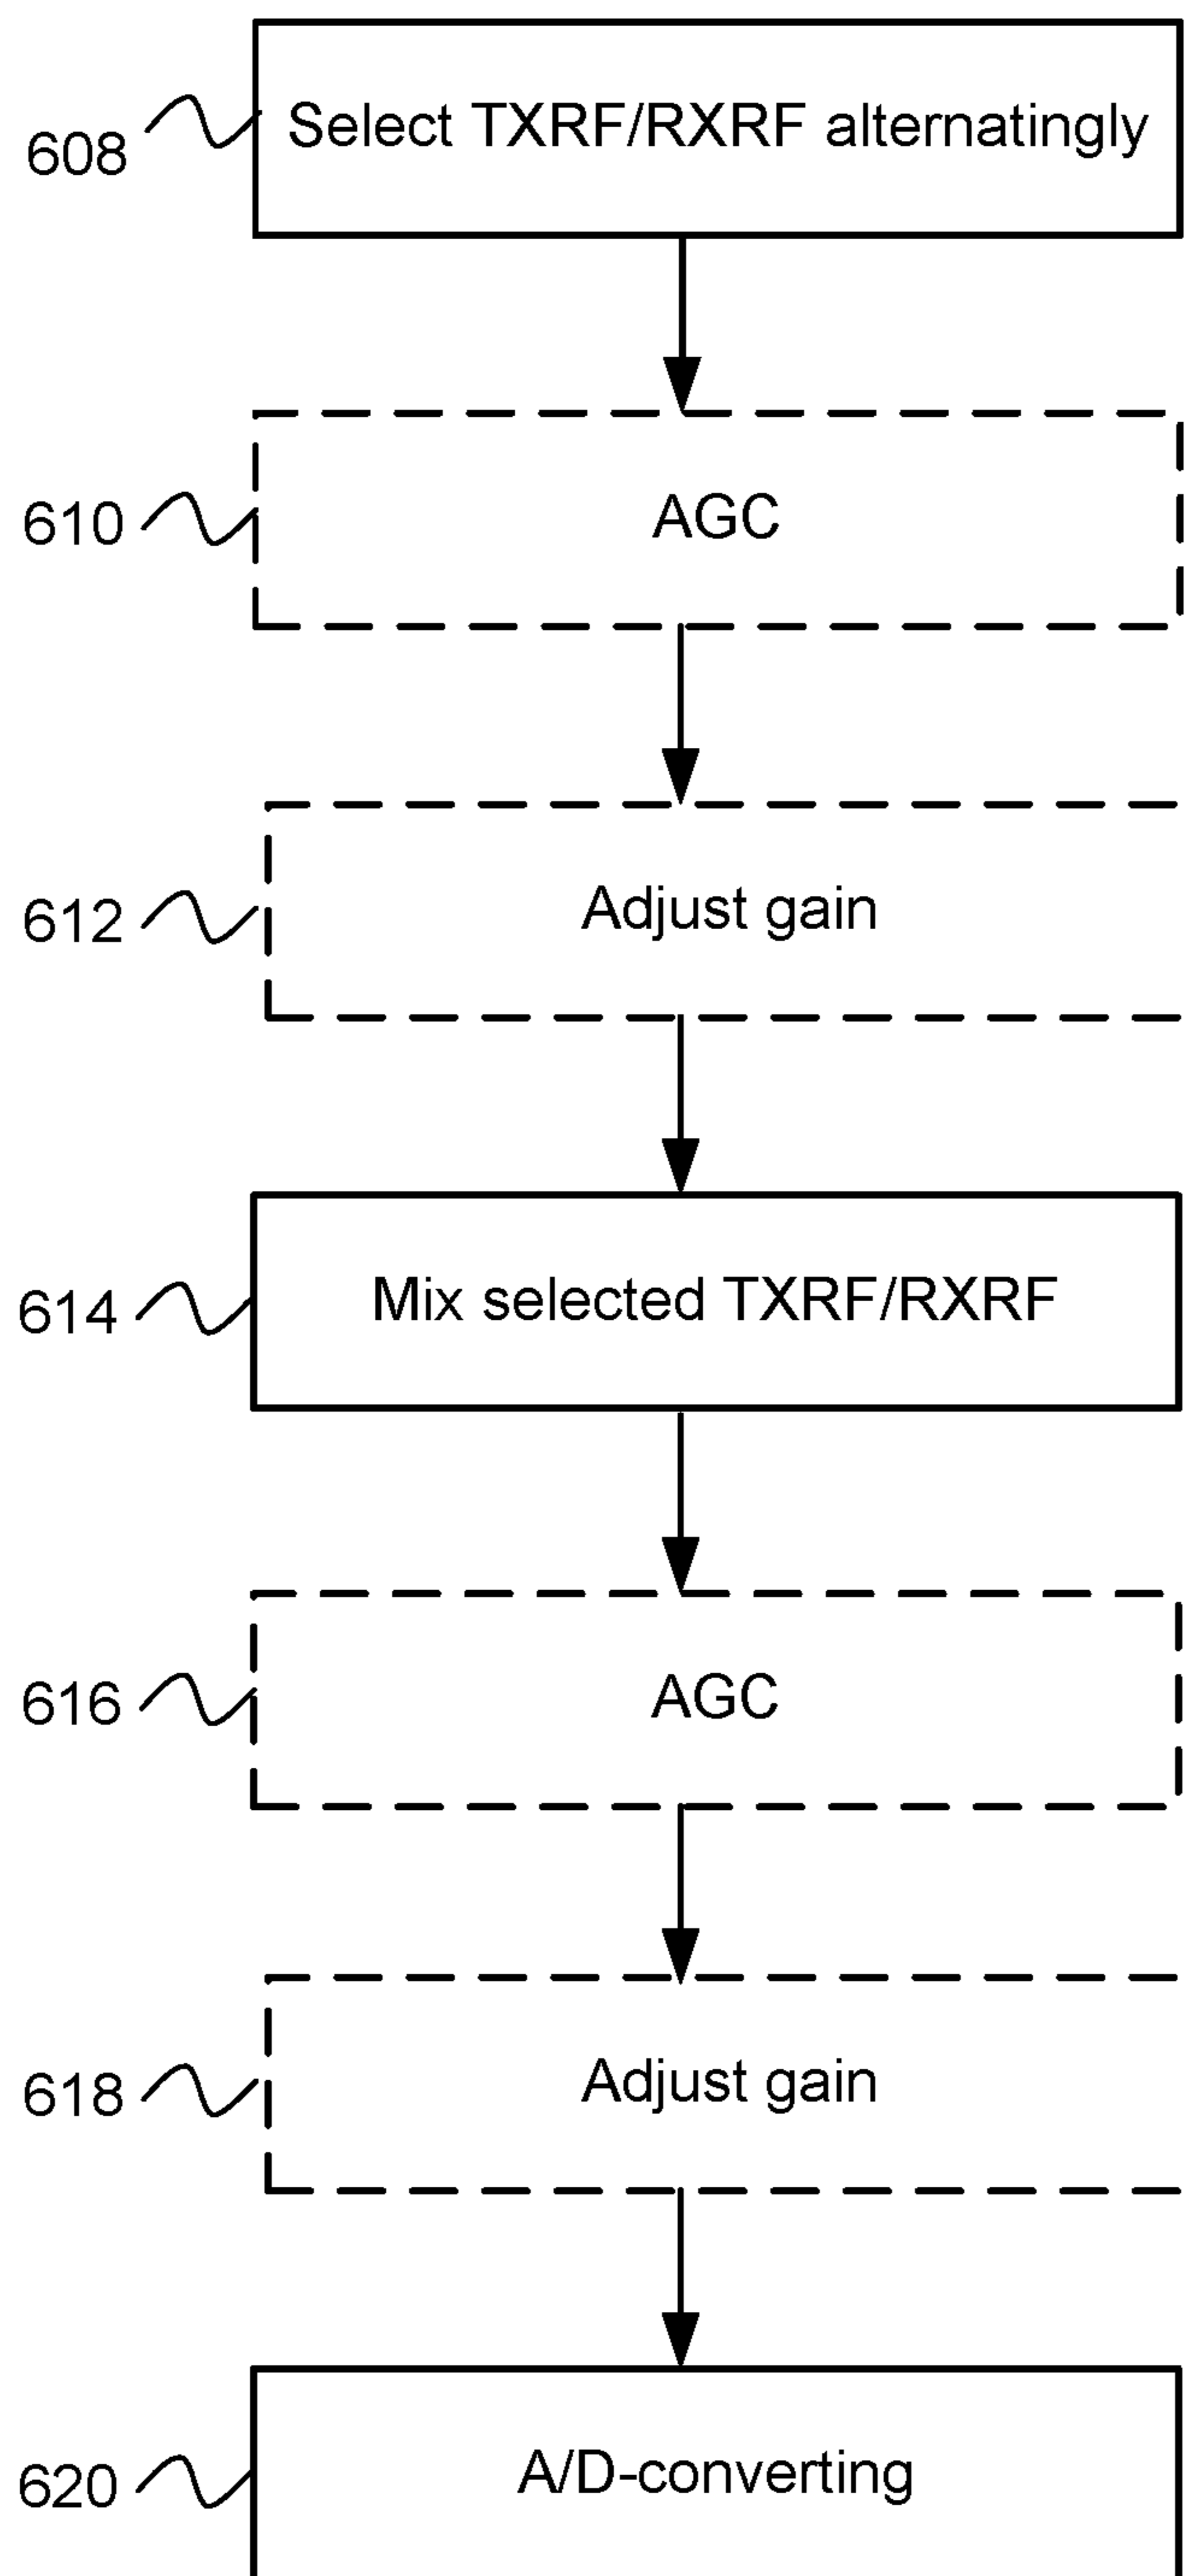 608
Select TXRF/RXRF alternatingly
610
AGC
612
Adjust gain
614
Mix selected TXRF/RXRF
616
AGC
618
Adjust gain
620
A/D-converting